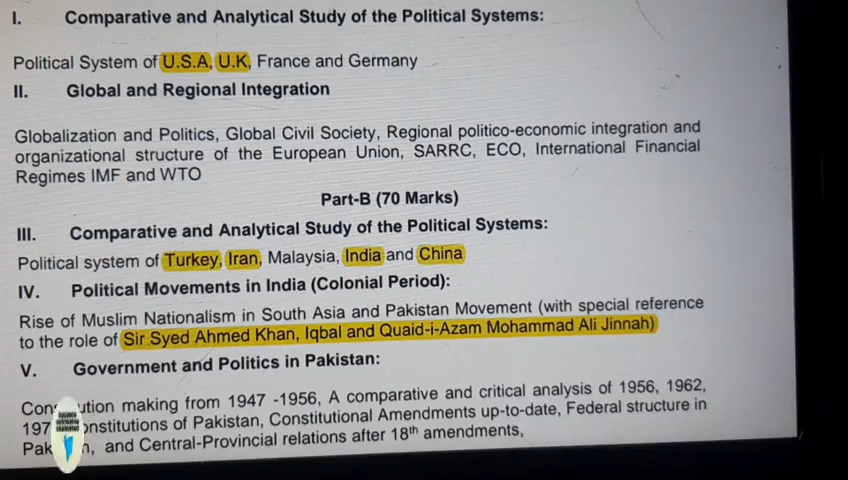 I. Comparative and Analytical Study of the Political Systems:
Political System of U.S.A, U.K, France and Germany
II. Global and Regional Integration
Globalization and Politics, Global Civil Society, Regional politico-economic integration and
organizational structure of the European Union, SARRC, ECO, International Financial
Regimes IMF and WTO
Part-B (70 Marks)
III. Comparative and Analytical Study of the Political Systems:
Political system of Turkey, Iran, Malaysia, India and China
IV. Political Movements in India (Colonial Period):
Rise of Muslim Nationalism in South Asia and Pakistan Movement (with special reference
to the role of Sir Syed Ahmed Khan, Iqbal and Quaid-i-Azam Mohammad Ali Jinnah)
V. Government and Politics in Pakistan:
making from 1947 -1956, A comparative and critical analysis of 1956, 1962,
of Pakistan, Constitutional Amendments up-to-date, Federal structure in
and Central-Provincial relations after 18th amendments,